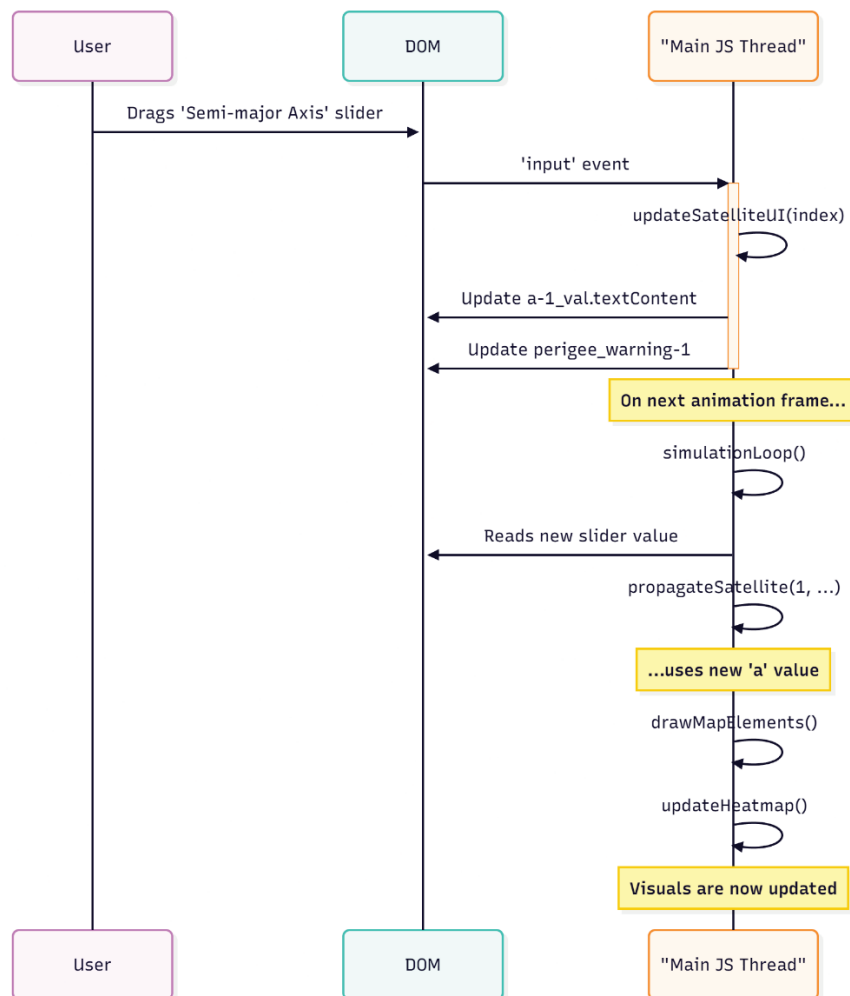 User
DOM
"Main JS Thread"
Drags 'Semi-major Axis' slider
'input' event
updateSatelliteUI(index)
Update a-1_val.textContent
Update perigee_warning-1
On next animation frame...
simulationLoop()
Reads new slider value
propagateSatellite(1, ...)
...uses new 'a' value
drawMapElements()
updateHeatmap()
Visuals are now updated
User
DOM
"Main JS Thread"